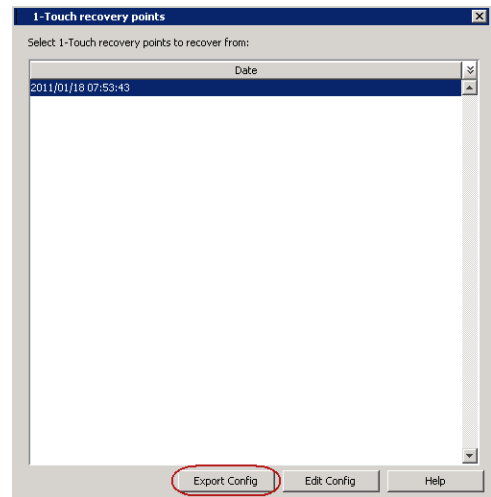 1-Touch recovery points
Select 1-Touch recovery points to recover from:
Date
2011/01/18 07:53:43
Export Config Edit Config Help